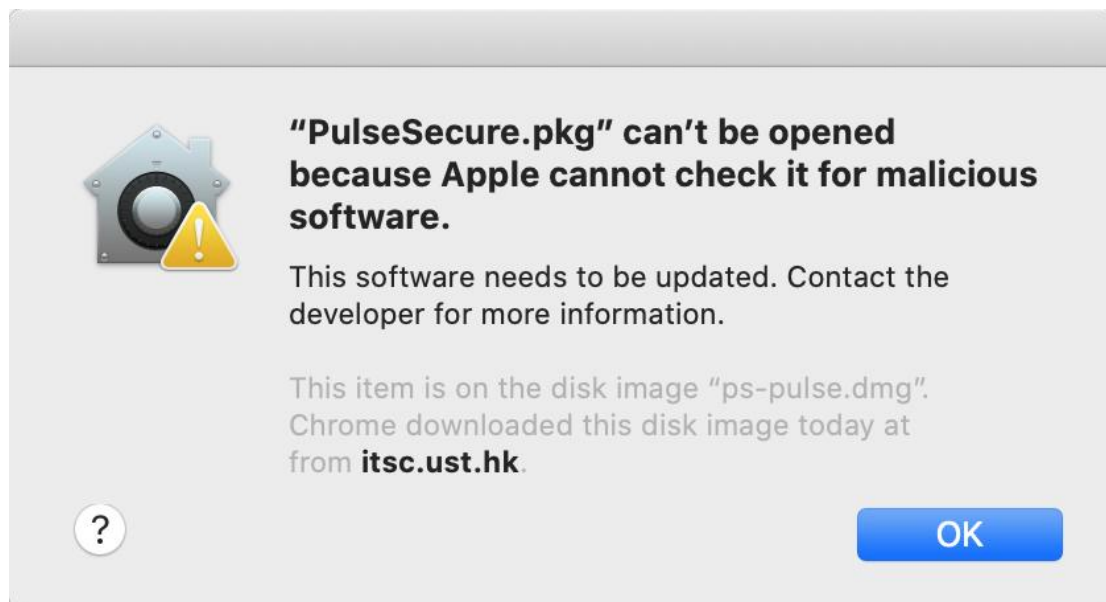 “PulseSecure.pkg” can’t be opened
because Apple cannot check it for malicious
software.
This software needs to be updated. Contact the
developer for more information.
This item is on the disk image “ps-pulse.dmg”.
Chrome downloaded this disk image today at
from itsc.ust.hk.
?
OK